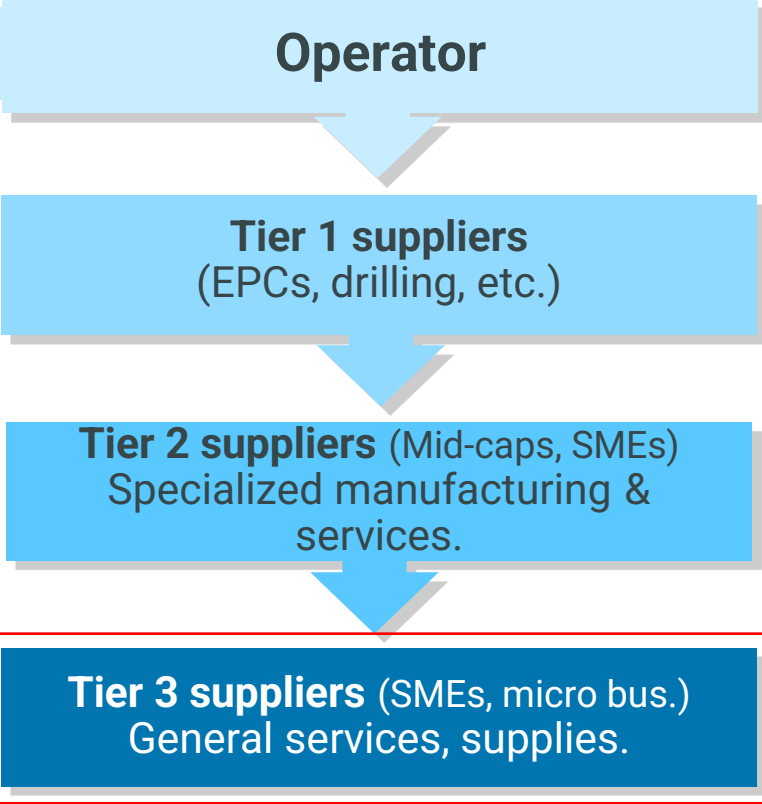 Operator
Tier 1 suppliers
(EPCs, drilling, etc.)
Tier 2 suppliers (Mid-caps, SMEs)
Specialized manufacturing &
services.
Tier 3 suppliers (SMEs, micro bus.)
General services, supplies.